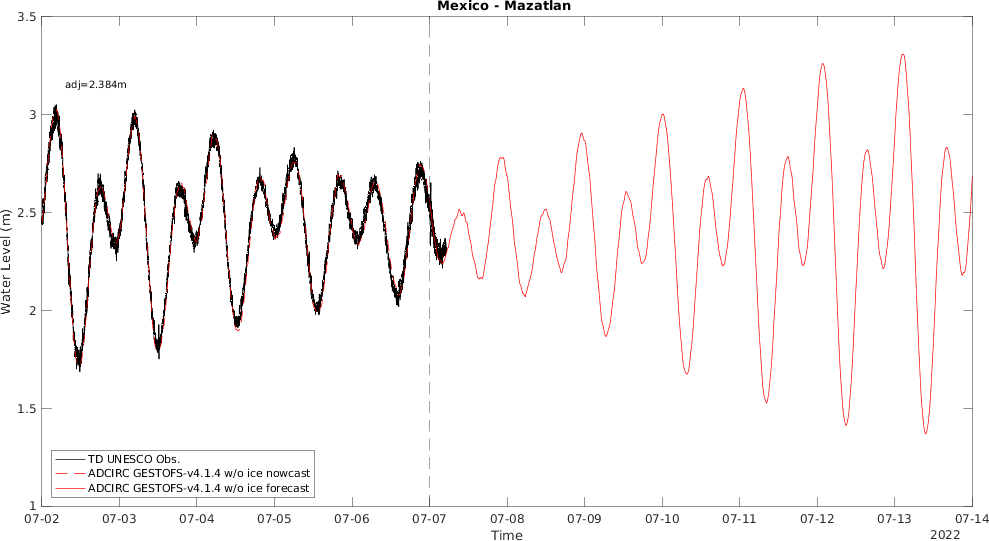 Mexico - Mazatlan
3.5
3
2.5
2
1.5
1
Water Level (m)
adj=2.384m
TD UNESCO Obs.
ADCIRC GESTOFS-v4.1.4 w/o ice nowcast
ADCIRC GESTOFS-v4.1.4 w/o ice forecast
07-02 07-03 07-04 07-05 07-06 07-07 07-08 07-09 07-10 07-11 07-12 07-13 07-14
Time
2022